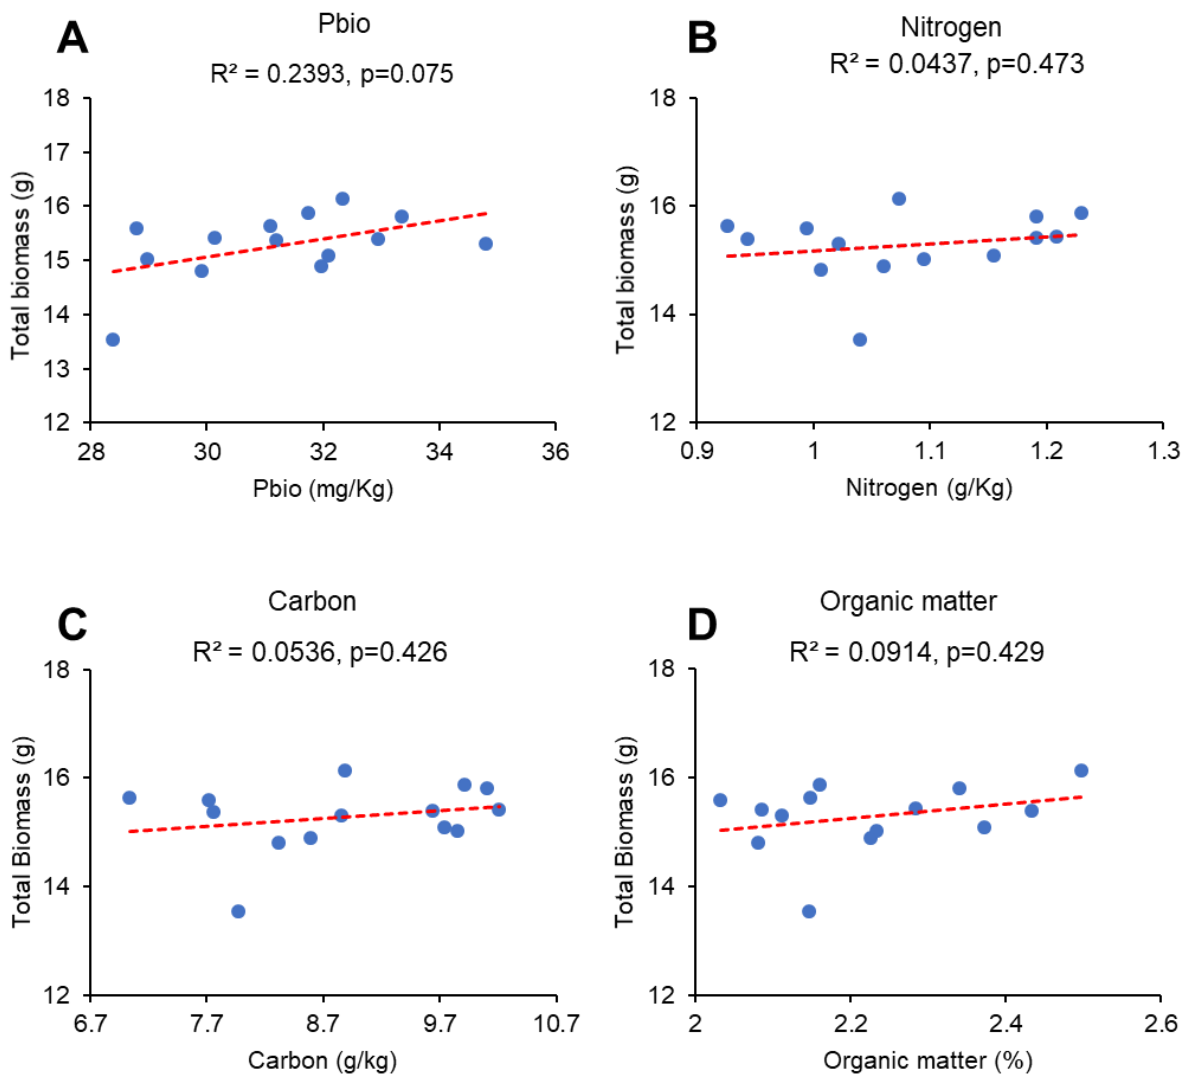 A
Pbio
R² = 0.2393, p=0.075
18
17
16
15
14
13
12
Total biomass (g)
28
30
32
34
36
Pbio (mg/Kg)
B
Nitrogen
R² = 0.0437, p=0.473
18
16
14
12
Total biomass (g)
0.9
1
1.1
1.2
1.3
Nitrogen (g/Kg)
C
Carbon
R² = 0.0536, p=0.426
18
16
14
12
Total Biomass (g)
6.7
7.7
8.7
9.7
10.7
Carbon (g/kg)
D
Organic matter
R² = 0.0914, p=0.429
18
16
14
12
Total Biomass (g)
2
2.2
2.4
2.6
Organic matter (%)